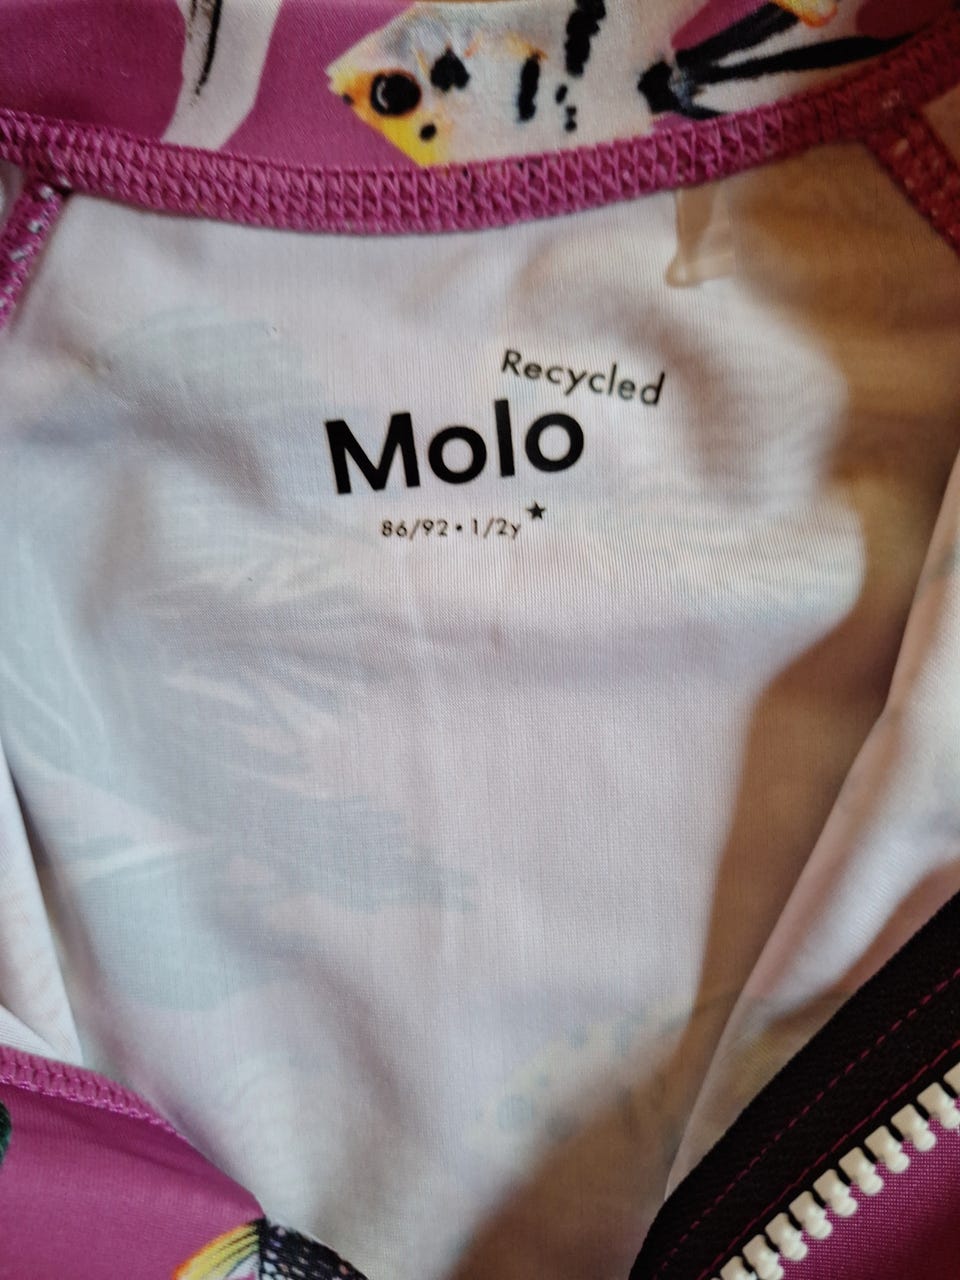 Recycled
Molo
86/92 • 1/2y